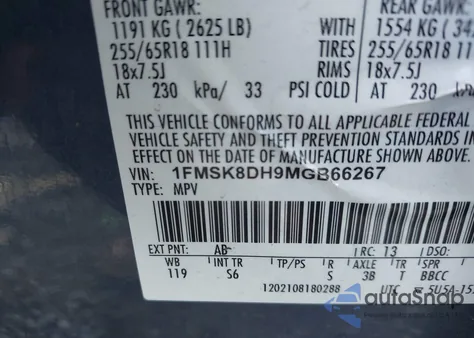 FRONT GAWR: REAR GAWR:
1191 KG ( 2625 LB) WITH 1554 KG
255/65R18 111H TIRES 255/65R18
18x7.5J RIMS 18x7.5J
AT 230 kPa/ 33 PSI COLD AT 230
THIS VEHICLE CONFORMS TO ALL APPLICABLE FEDERAL
VEHICLE SAFETY AND THEFT PREVENTION STANDARDS IN
EFFECT ON THE DATE OF MANUFACTURE SHOWN ABOVE.
VIN: 1FMSK8DH9MGB66267
TYPE: MPV
EXT PNT: AB RC: 13 DSO:
WB INT TR TP/PS R AXLE TR SPR
119 S6 S 3B T BBCC
1202108180288 UTC
autoSnap